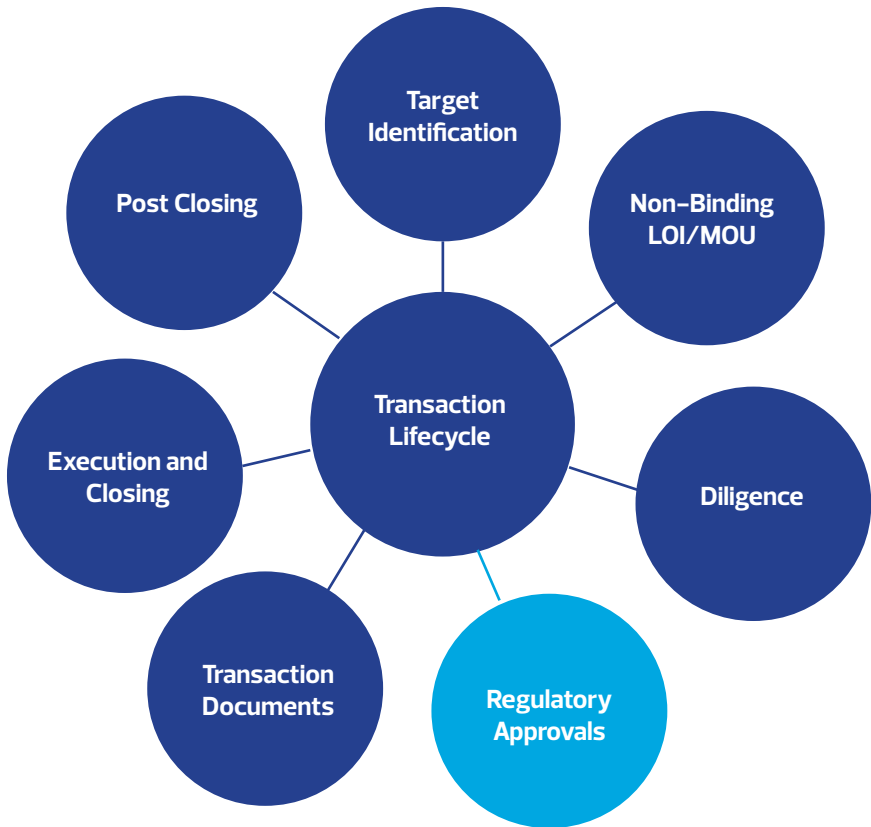 Target
Identification
Non-Binding
LOI/MOU
Diligence
Regulatory
Approvals
Transaction
Documents
Execution and
Closing
Post Closing
Transaction
Lifecycle